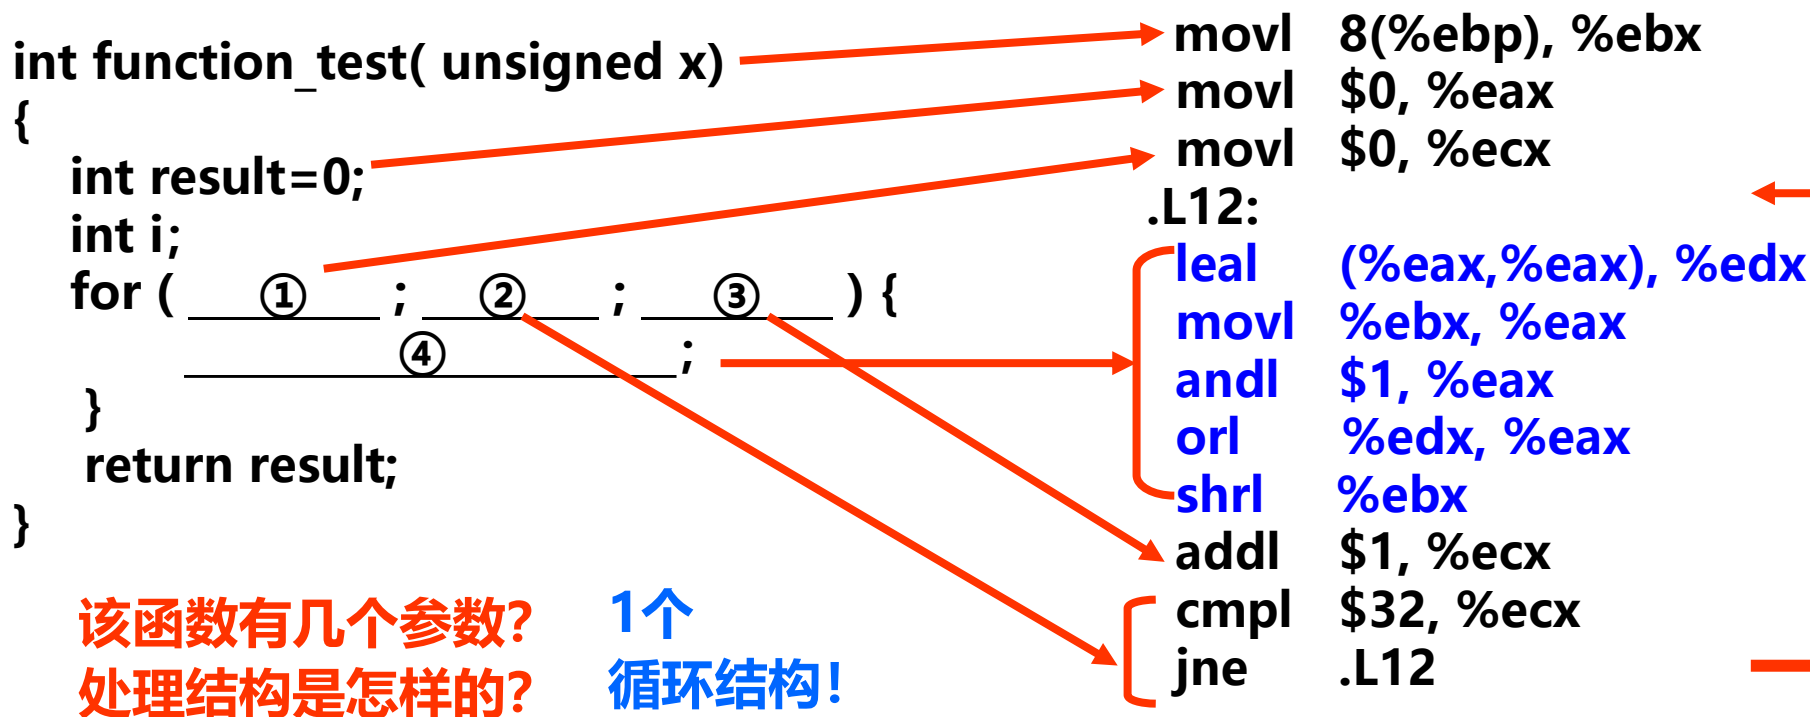 int function_test( unsigned x)
{
int result=0;
int i;
for ( ① ; ② ; ③ ) {
④ ;
}
return result;
}
该函数有几个参数? 1个
处理结构是怎样的? 循环结构!
movl 8(%ebp), %ebx
movl $0, %eax
movl $0, %ecx
.L12:
leal (%eax,%eax), %edx
movl %ebx, %eax
andl $1, %eax
orl %edx, %eax
shrl %ebx
addl $1, %ecx
cmpl $32, %ecx
jne .L12